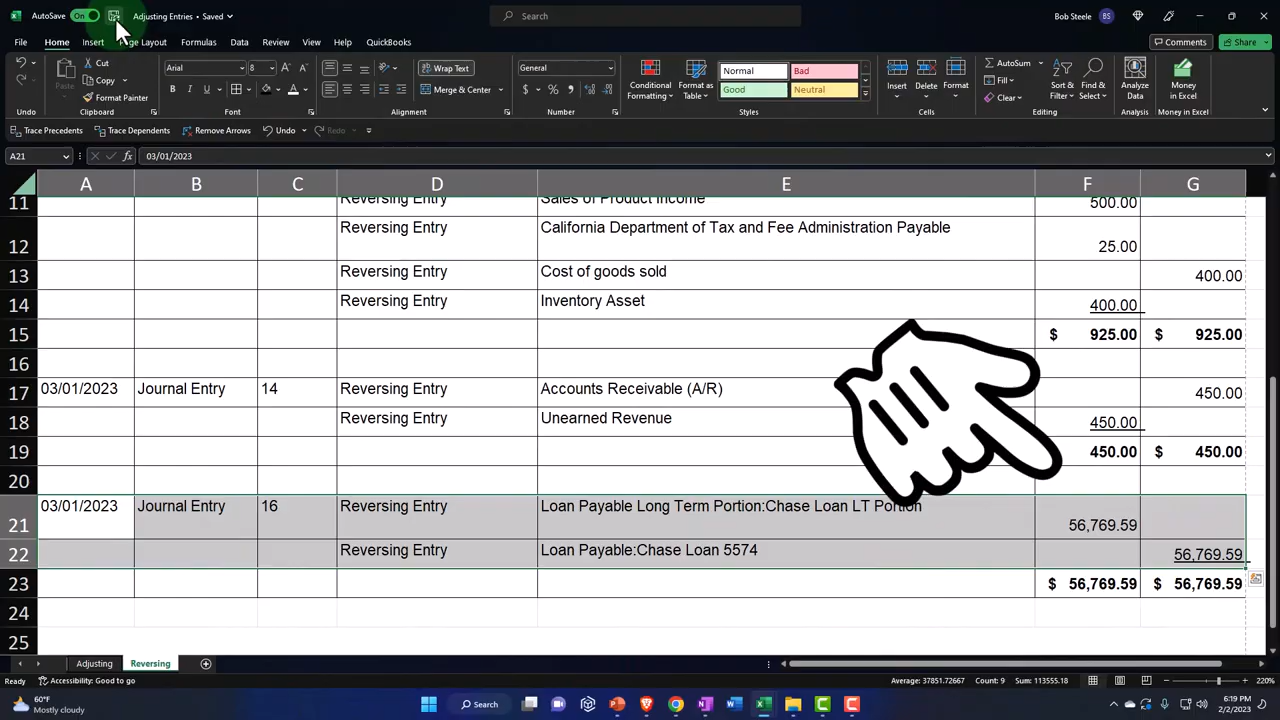 AutoSave On Adjusting Entries • Saved Search Bob Steele BS
File Home Insert Page Layout Formulas Data Review View Help QuickBooks Comments Share
Undo Paste Cut Copy Format Painter Clipboard
Arial 8 B I U A Font
Wrap Text Merge & Center Alignment
General $ % Number
Conditional Formatting Format as Table Normal Bad Good Neutral Styles
Insert Delete Format Cells
AutoSum Fill Clear Sort & Filter Find & Select Editing
Analyze Data Analysis
Money in Excel Money in Excel
Trace Precedents Trace Dependents Remove Arrows Undo Redo
A21 fx 03/01/2023
A B C D E F G
11 Reversing Entry Sales of Product Income 500.00
12 Reversing Entry California Department of Tax and Fee Administration Payable 25.00
13 Reversing Entry Cost of goods sold 400.00
14 Reversing Entry Inventory Asset 400.00
15 $ 925.00 $ 925.00
16
17 03/01/2023 Journal Entry 14 Reversing Entry Accounts Receivable (A/R) 450.00
18 Reversing Entry Unearned Revenue 450.00
19 450.00 $ 450.00
20
21 03/01/2023 Journal Entry 16 Reversing Entry Loan Payable Long Term Portion:Chase Loan LT Portion 56,769.59
22 Reversing Entry Loan Payable:Chase Loan 5574 56,769.59
23 $ 56,769.59 $ 56,769.59
24
25
Adjusting Reversing
Ready Accessibility: Good to go Average: 37851.72667 Count: 9 Sum: 113555.18 220%
60°F Mostly cloudy Search 6:19 PM 2/2/2023